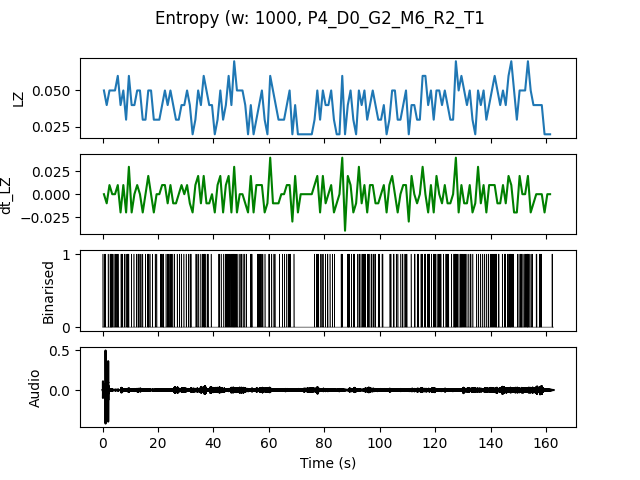 Entropy (w: 1000, P4_D0_G2_M6_R2_T1
LZ
0.050
0.025
dt_LZ
0.025
0.000
−0.025
Binarised
1
0
Audio
0.5
0.0
0 20 40 60 80 100 120 140 160
Time (s)